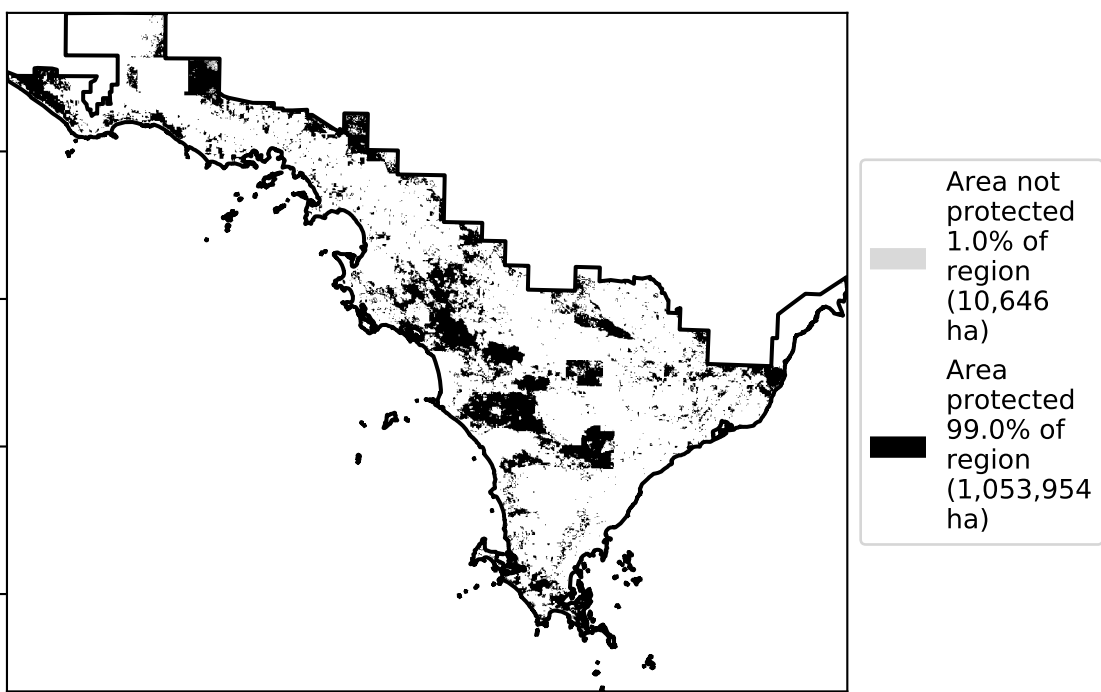 Area not
protected
1.0% of
region
(10,646
ha)
Area
protected
99.0% of
region
(1,053,954
ha)